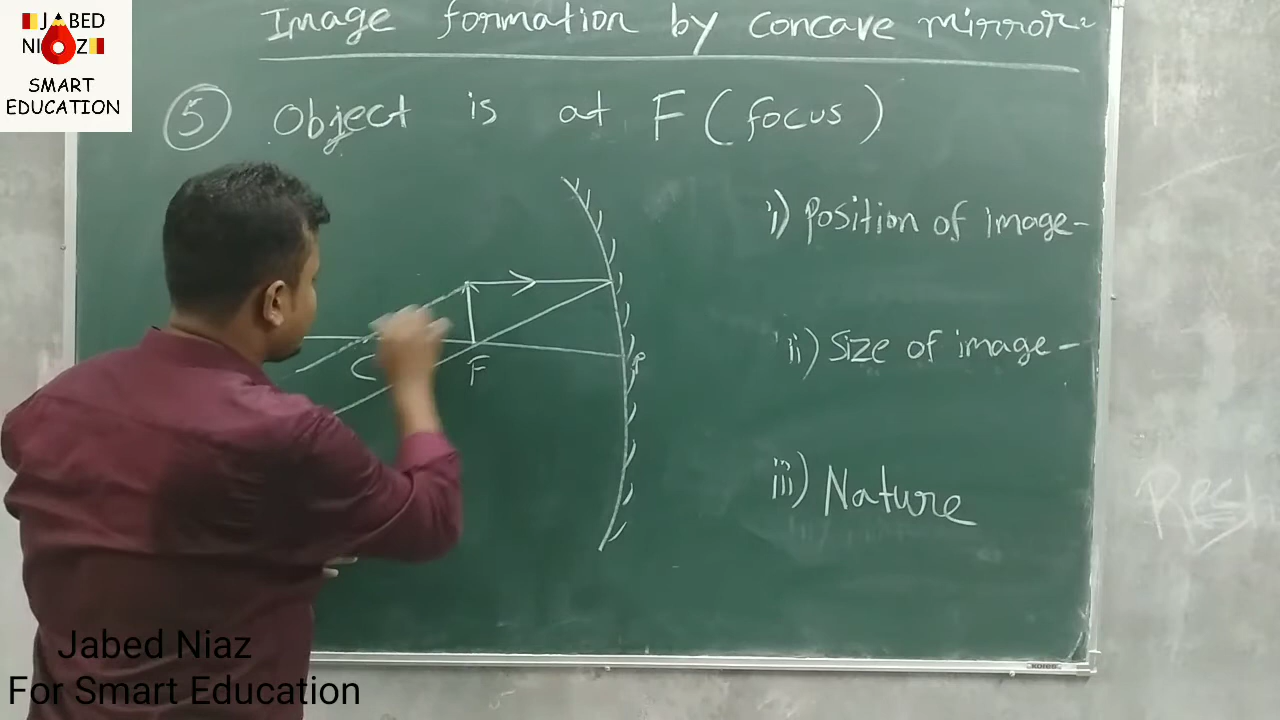 JABED
NIAZ
SMART
EDUCATION
Image formation by concave mirror:
5 Object is at F (focus)
i) Position of image-
ii) Size of image-
iii) Nature
C
F
P
Jabed Niaz
For Smart Education